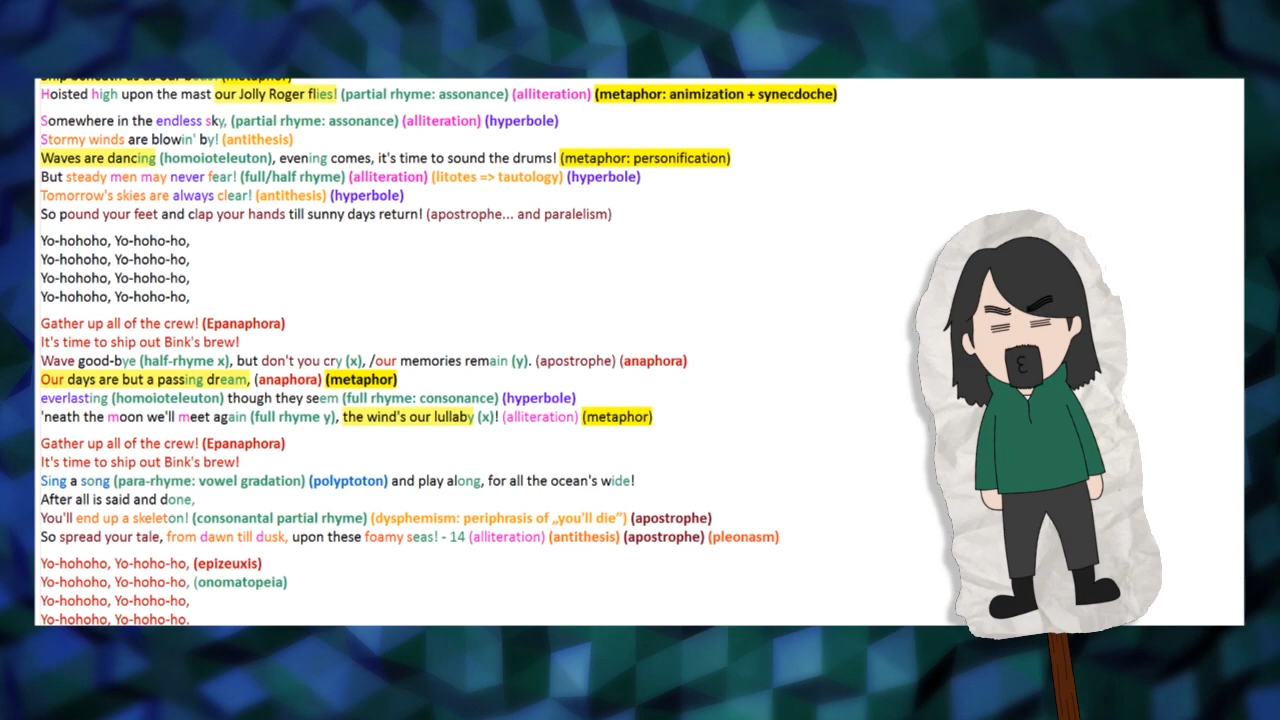 Hoisted high upon the mast our Jolly Roger flies! (partial rhyme: assonance) (alliteration) (metaphor: animization + synecdoche)
Somewhere in the endless sky, (partial rhyme: assonance) (alliteration) (hyperbole)
Stormy winds are blowin' by! (antithesis)
Waves are dancing (homoioteleuton), evening comes, it's time to sound the drums! (metaphor: personification)
But steady men may never fear! (full/half rhyme) (alliteration) (litotes => tautology) (hyperbole)
Tomorrow's skies are always clear! (antithesis) (hyperbole)
So pound your feet and clap your hands till sunny days return! (apostrophe... and paralelism)
Yo-hohoho, Yo-hoho-ho,
Yo-hohoho, Yo-hoho-ho,
Yo-hohoho, Yo-hoho-ho,
Yo-hohoho, Yo-hoho-ho,
Gather up all of the crew! (Epanaphora)
It's time to ship out Bink's brew!
Wave good-bye (half-rhyme x), but don't you cry (x), /our memories remain (y). (apostrophe) (anaphora)
Our days are but a passing dream, (anaphora) (metaphor)
everlasting (homoioteleuton) though they seem (full rhyme: consonance) (hyperbole)
'neath the moon we'll meet again (full rhyme y), the wind's our lullaby (x)! (alliteration) (metaphor)
Gather up all of the crew! (Epanaphora)
It's time to ship out Bink's brew!
Sing a song (para-rhyme: vowel gradation) (polyptoton) and play along, for all the ocean's wide!
After all is said and done,
You'll end up a skeleton! (consonantal partial rhyme) (dysphemism: periphrasis of „you'll die”) (apostrophe)
So spread your tale, from dawn till dusk, upon these foamy seas! - 14 (alliteration) (antithesis) (apostrophe) (pleonasm)
Yo-hohoho, Yo-hoho-ho, (epizeuxis)
Yo-hohoho, Yo-hoho-ho, (onomatopeia)
Yo-hohoho, Yo-hoho-ho,
Yo-hohoho, Yo-hoho-ho.